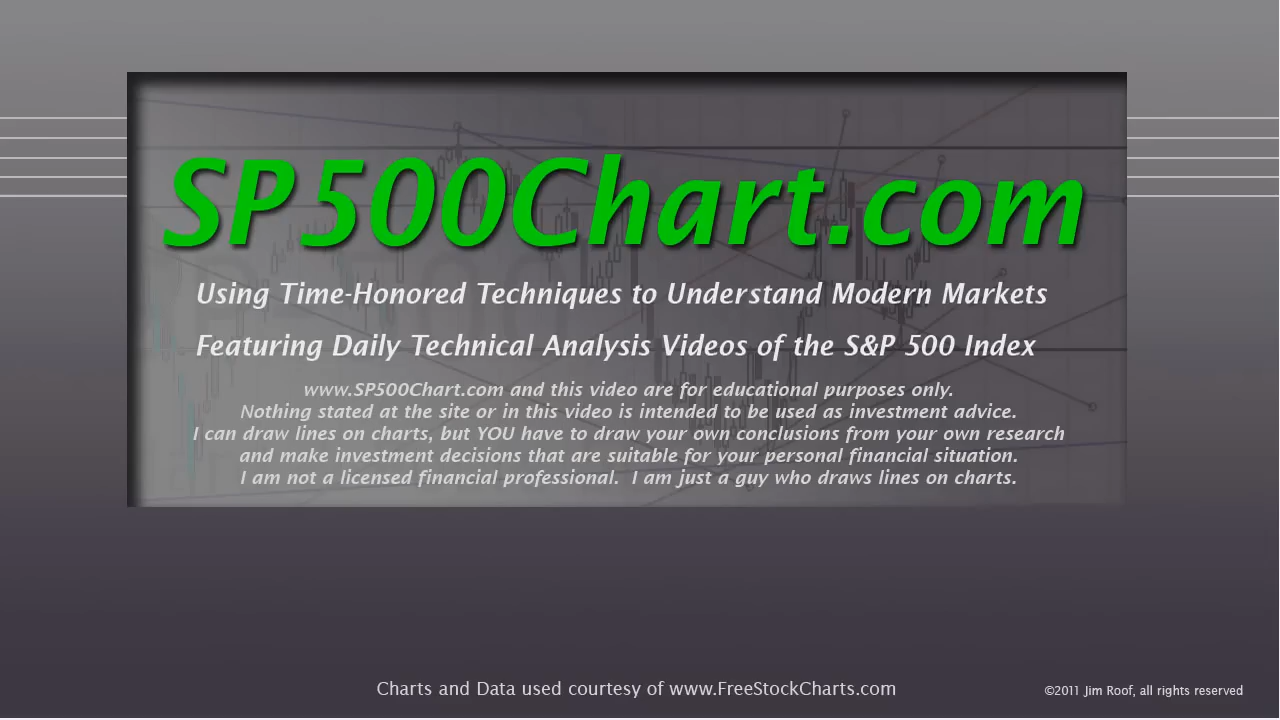 SP500Chart.com
Using Time-Honored Techniques to Understand Modern Markets
Featuring Daily Technical Analysis Videos of the S&P 500 Index
www.SP500Chart.com and this video are for educational purposes only.
Nothing stated at the site or in this video is intended to be used as investment advice.
I can draw lines on charts, but YOU have to draw your own conclusions from your own research
and make investment decisions that are suitable for your personal financial situation.
I am not a licensed financial professional.  I am just a guy who draws lines on charts.
Charts and Data used courtesy of www.FreeStockCharts.com
©2011 Jim Roof, all rights reserved